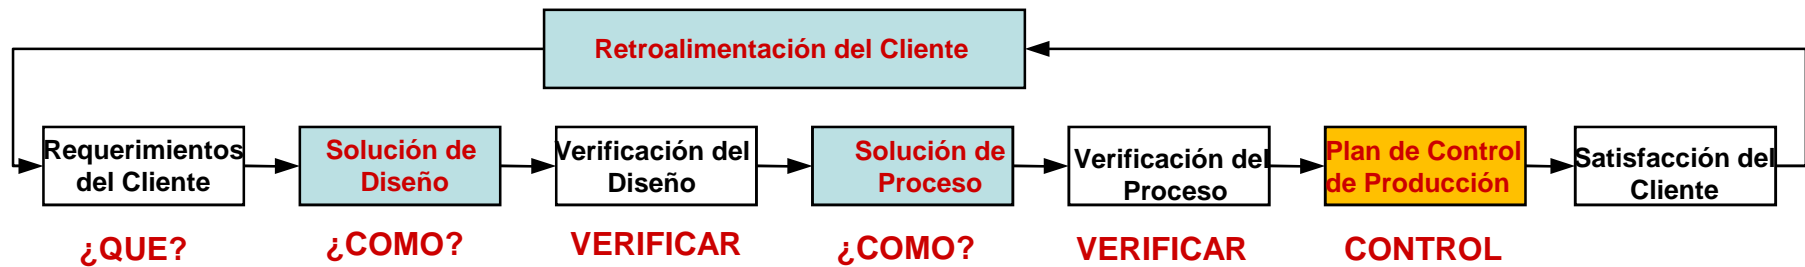 Retroalimentación del Cliente
Requerimientos
del Cliente
Solución de
Diseño
Verificación del
Diseño
Solución de
Proceso
Verificación del
Proceso
Plan de Control
de Producción
Satisfacción del
Cliente
¿QUE?
¿COMO?
VERIFICAR
¿COMO?
VERIFICAR
CONTROL